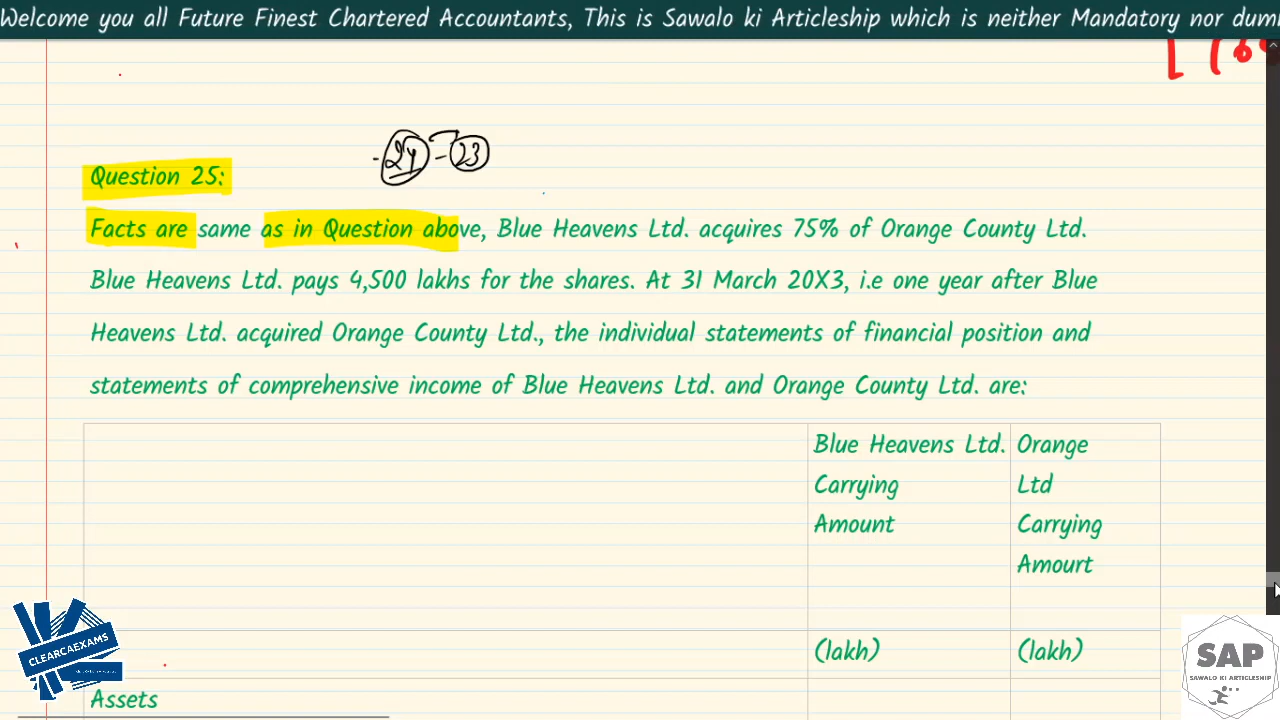 Welcome you all Future Finest Chartered Accountants, This is Sawalo ki Articleship which is neither Mandatory nor dum
24 - 23
Question 25:
Facts are same as in Question above, Blue Heavens Ltd. acquires 75% of Orange County Ltd.
Blue Heavens Ltd. pays 4,500 lakhs for the shares. At 31 March 20X3, i.e one year after Blue
Heavens Ltd. acquired Orange County Ltd., the individual statements of financial position and
statements of comprehensive income of Blue Heavens Ltd. and Orange County Ltd. are:
Blue Heavens Ltd. Orange
Carrying Ltd
Amount Carrying
Amourt
(lakh) (lakh)
Assets
CLEARCAEXAMS
SAP
SAWALO KI ARTICLESHIP